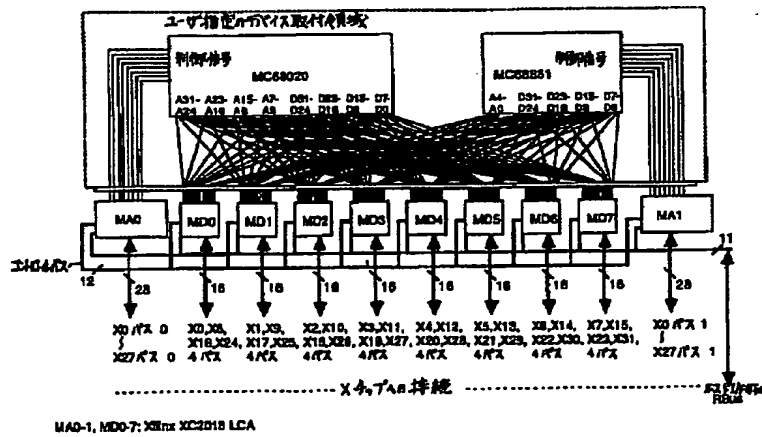 ユーザ指定のデバイス取付領域
制御信号
MC68020
制御信号
MC68851
A31- A23- A15- A7- D31- D23- D15- D7-
A24 A16 A8 A0 D24 D16 D8 D0
A4- D31- D23- D15- D7-
A0 D24 D16 D8 D0
MA0 MD0 MD1 MD2 MD3 MD4 MD5 MD6 MD7 MA1
11
コントロールバス
12
28 16 16 16 16 16 16 16 16 28
X0 バス 0
〜
X27 バス 0
X0,X8,
X16,X24,
4バス
X1,X9,
X17,X25,
4バス
X2,X10,
X18,X26,
4バス
X3,X11,
X19,X27,
4バス
X4,X12,
X20,X28,
4バス
X5,X13,
X21,X29,
4バス
X6,X14,
X22,X30,
4バス
X7,X15,
X23,X31,
4バス
X0 バス 1
〜
X27 バス 1
Xチップへの接続
RBus
MA0-1, MD0-7: Xilinx XC2018 LCA